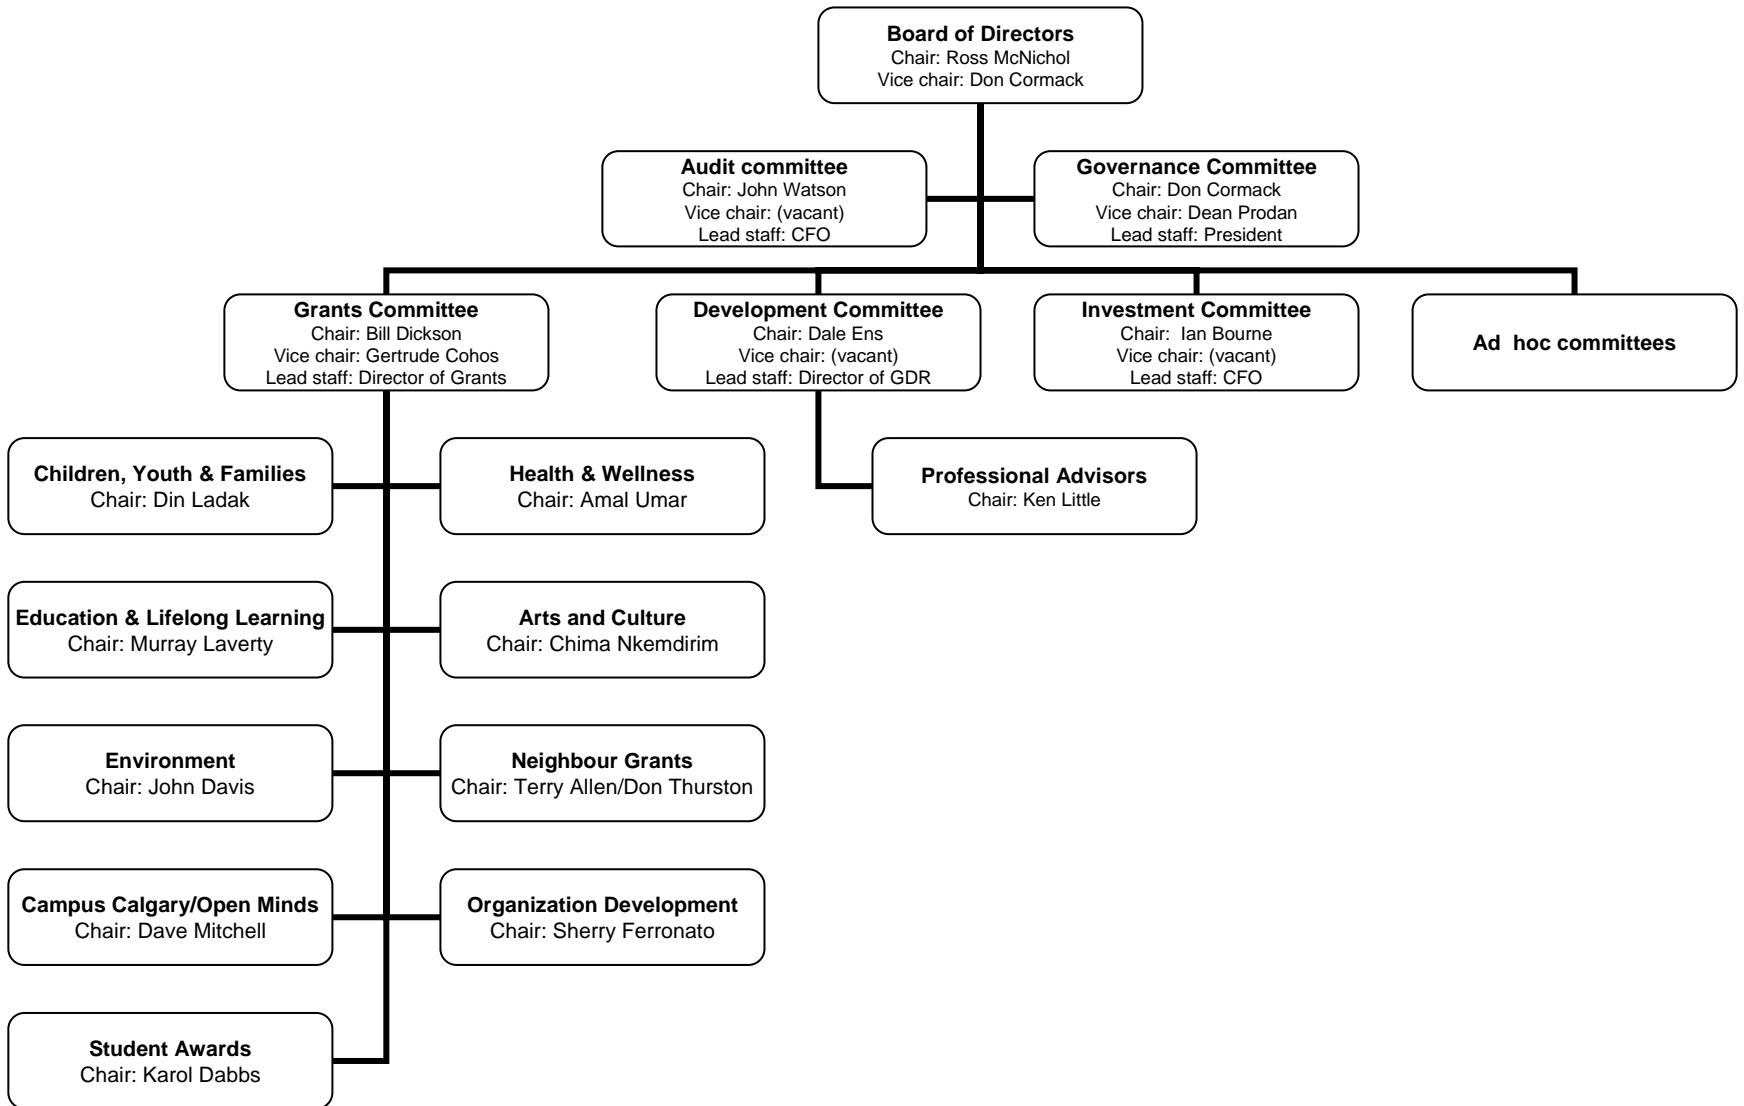 Board of Directors
Chair: Ross McNichol
Vice chair: Don Cormack
Audit committee
Chair: John Watson
Vice chair: (vacant)
Lead staff: CFO
Governance Committee
Chair: Don Cormack
Vice chair: Dean Prodan
Lead staff: President
Grants Committee
Chair: Bill Dickson
Vice chair: Gertrude Cohos
Lead staff: Director of Grants
Development Committee
Chair: Dale Ens
Vice chair: (vacant)
Lead staff: Director of GDR
Investment Committee
Chair:  Ian Bourne
Vice chair: (vacant)
Lead staff: CFO
Ad  hoc committees
Children, Youth & Families
Chair: Din Ladak
Health & Wellness
Chair: Amal Umar
Professional Advisors
Chair: Ken Little
Education & Lifelong Learning
Chair: Murray Laverty
Arts and Culture
Chair: Chima Nkemdirim
Environment
Chair: John Davis
Neighbour Grants
Chair: Terry Allen/Don Thurston
Campus Calgary/Open Minds
Chair: Dave Mitchell
Organization Development
Chair: Sherry Ferronato
Student Awards
Chair: Karol Dabbs